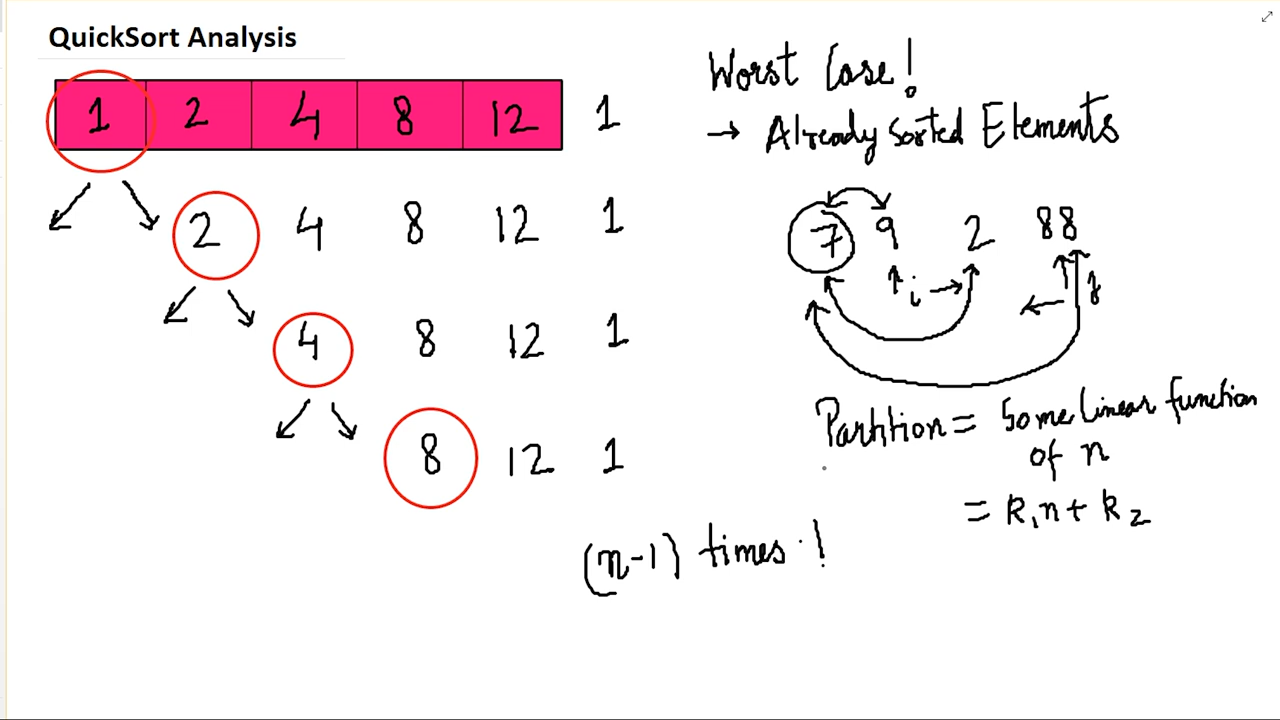 QuickSort Analysis
1 2 4 8 12 1
2 4 8 12 1
4 8 12 1
8 12 1
(n-1) times !
Worst Case!
→ Already Sorted Elements
7 9 2 88
i j
Partition = Some linear function
of n
= k₁n + k₂